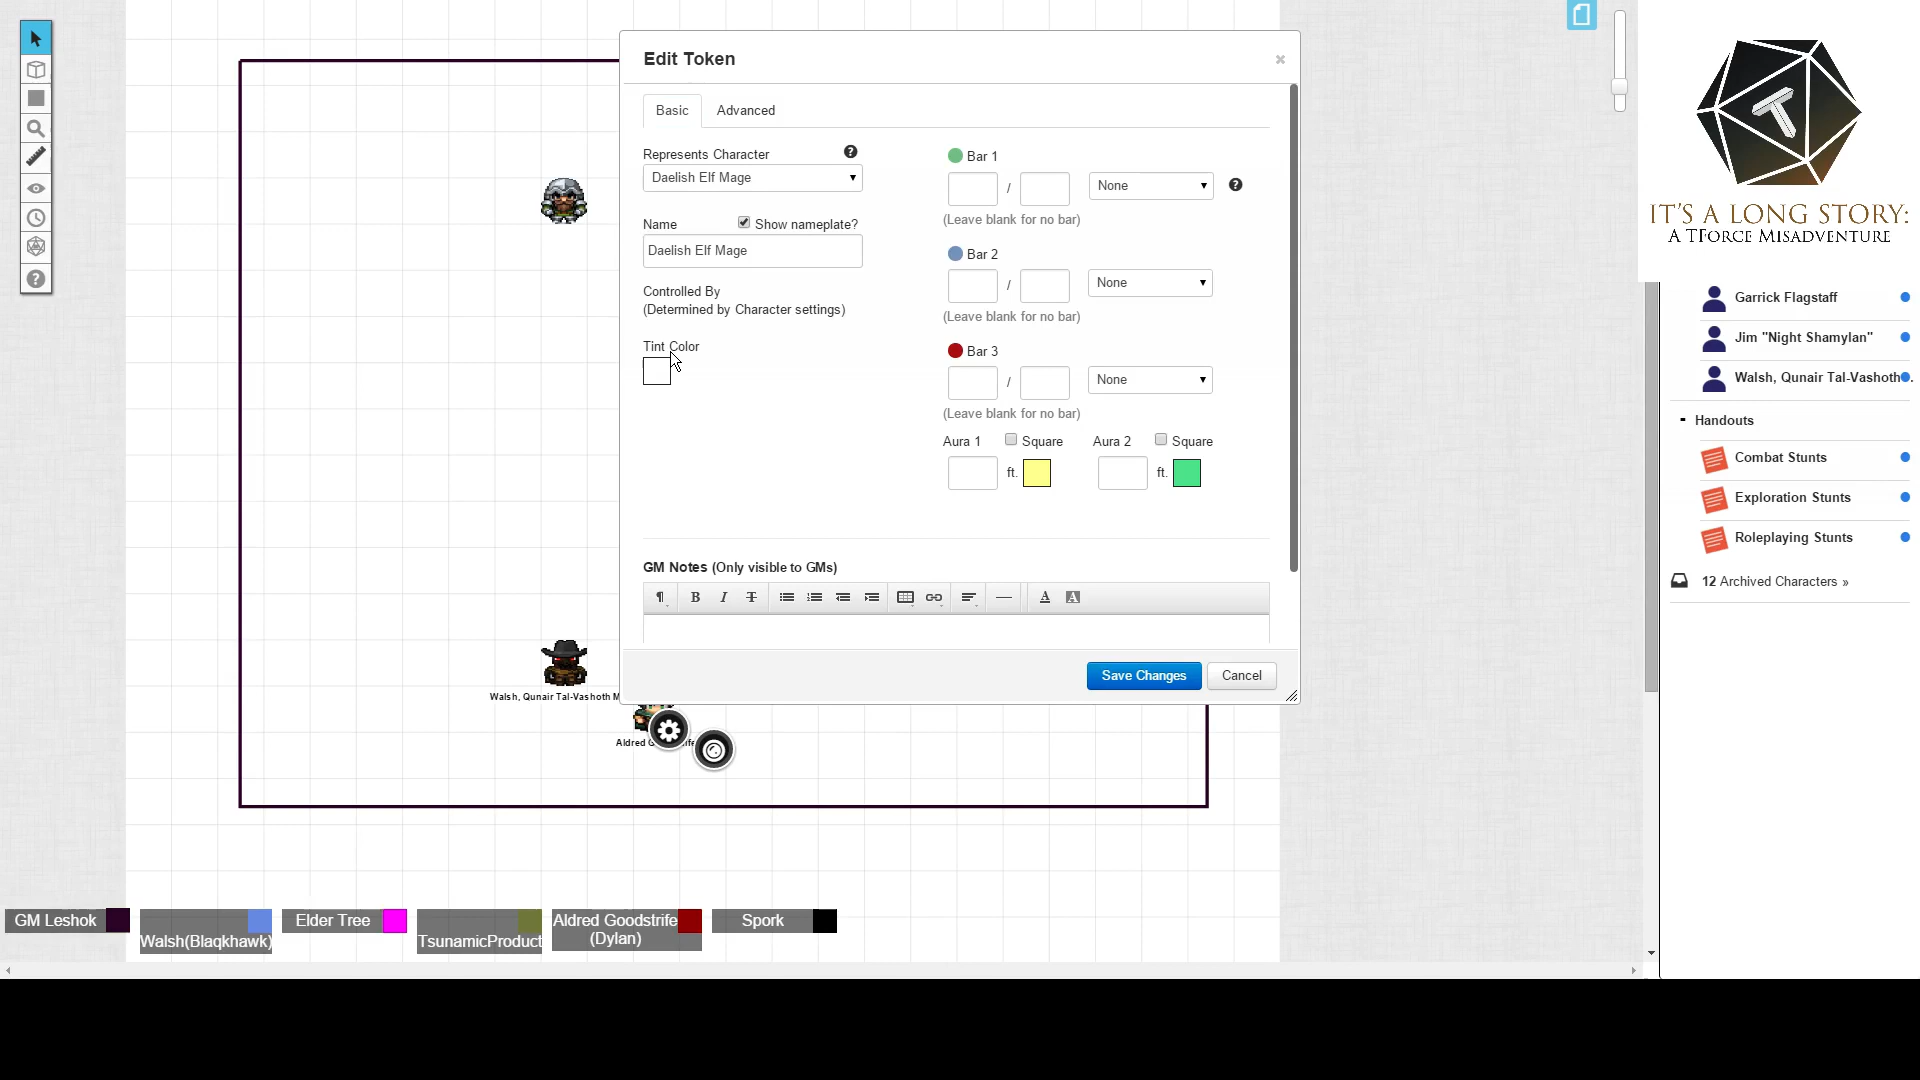 Edit Token
×
Basic
Advanced
Represents Character
?
Daelish Elf Mage
Name
Show nameplate?
Daelish Elf Mage
Controlled By
(Determined by Character settings)
Tint Color
Bar 1
/
None
?
(Leave blank for no bar)
Bar 2
/
None
(Leave blank for no bar)
Bar 3
/
None
(Leave blank for no bar)
Aura 1
Square
Aura 2
Square
ft.
ft.
GM Notes (Only visible to GMs)
¶ B I T A A
Save Changes
Cancel
?
T
IT'S A LONG STORY:
A TFORCE MISADVENTURE
Garrick Flagstaff
Jim "Night Shamylan"
Walsh, Qunair Tal-Vashoth
Handouts
Combat Stunts
Exploration Stunts
Roleplaying Stunts
12 Archived Characters »
Walsh, Qunair Tal-Vashoth M
Aldred
GM Leshok
Walsh(Blaqkhawk)
Elder Tree
TsunamicProduct
Aldred Goodstrife
(Dylan)
Spork